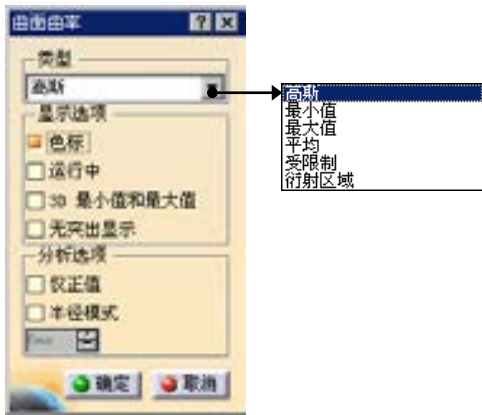 曲面曲率
类型
高斯
显示选项
色标
运行中
3D 最小值和最大值
无突出显示
分析选项
仅正值
半径模式
确定
取消
高斯
最小值
最大值
平均
受限制
衍射区域